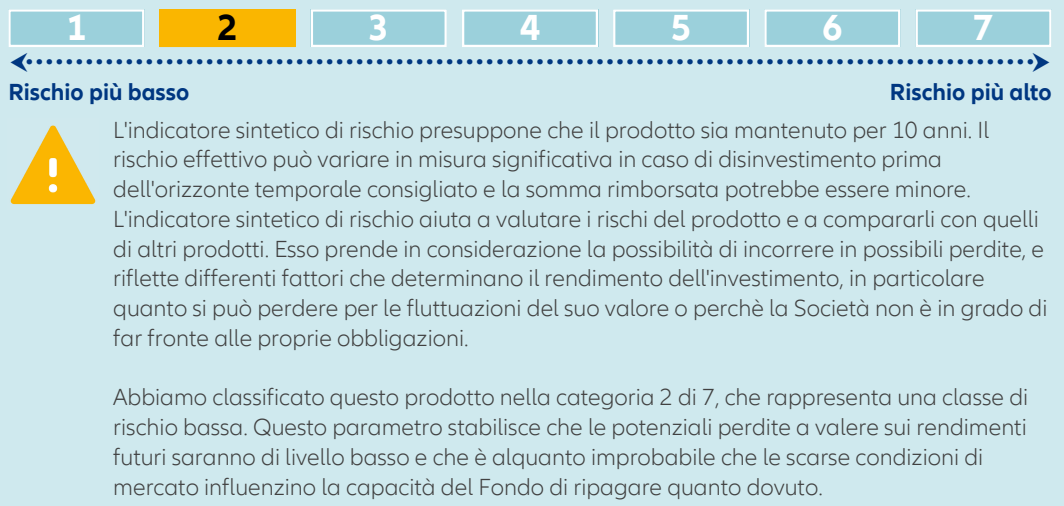 1 2 3 4 5 6 7
Rischio più basso Rischio più alto
L'indicatore sintetico di rischio presuppone che il prodotto sia mantenuto per 10 anni. Il
rischio effettivo può variare in misura significativa in caso di disinvestimento prima
dell'orizzonte temporale consigliato e la somma rimborsata potrebbe essere minore.
L'indicatore sintetico di rischio aiuta a valutare i rischi del prodotto e a compararli con quelli
di altri prodotti. Esso prende in considerazione la possibilità di incorrere in possibili perdite, e
riflette differenti fattori che determinano il rendimento dell'investimento, in particolare
quanto si può perdere per le fluttuazioni del suo valore o perchè la Società non è in grado di
far fronte alle proprie obbligazioni.
Abbiamo classificato questo prodotto nella categoria 2 di 7, che rappresenta una classe di
rischio bassa. Questo parametro stabilisce che le potenziali perdite a valere sui rendimenti
futuri saranno di livello basso e che è alquanto improbabile che le scarse condizioni di
mercato influenzino la capacità del Fondo di ripagare quanto dovuto.